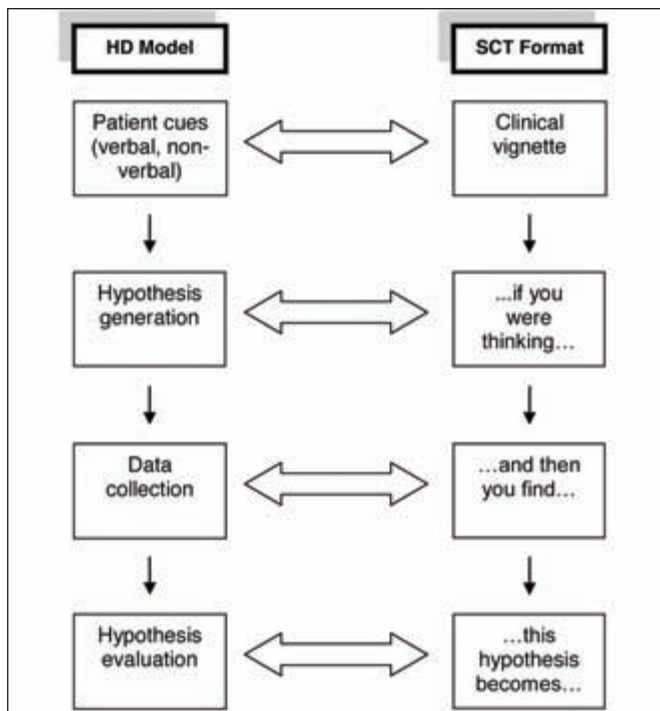 HD Model
SCT Format
Patient cues
(verbal, non-
verbal)
Clinical
vignette
Hypothesis
generation
...if you
were
thinking...
Data
collection
...and then
you find...
Hypothesis
evaluation
...this
hypothesis
becomes...